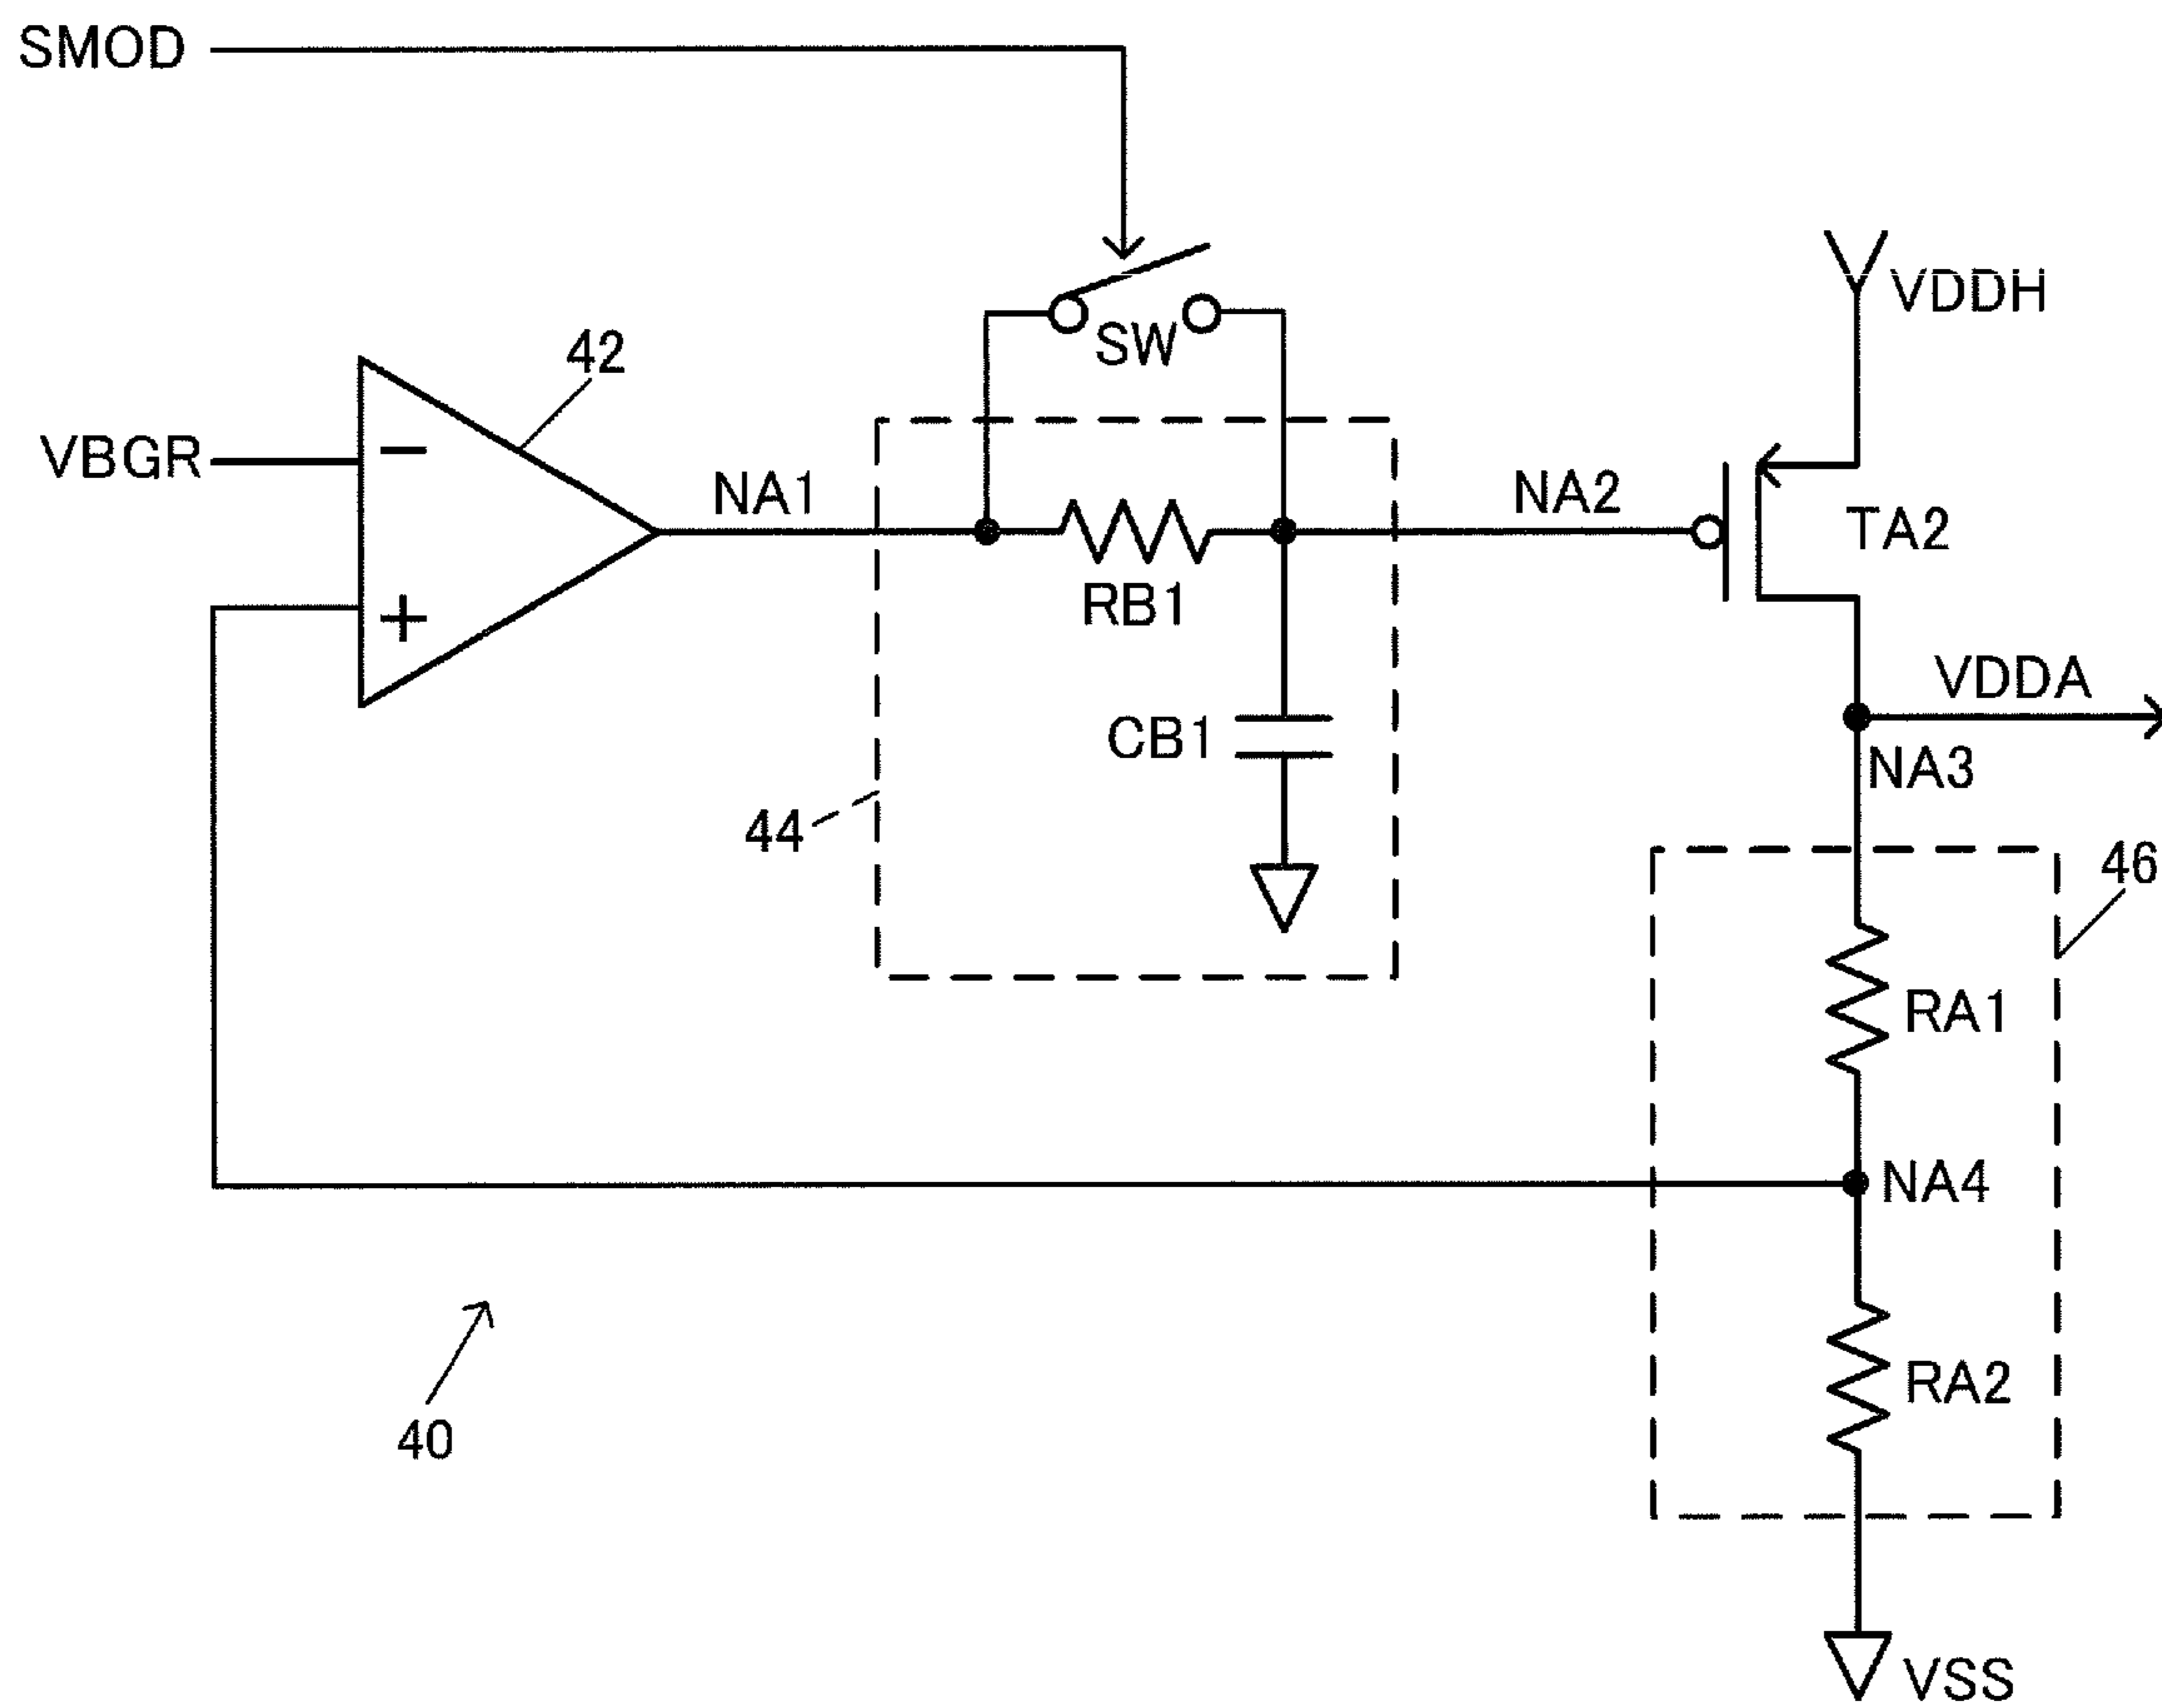 SMOD
VDDH
SW
42
VBGR
−
NA1
NA2
TA2
RB1
+
VDDA
CB1
NA3
44
46
RA1
NA4
RA2
40
VSS